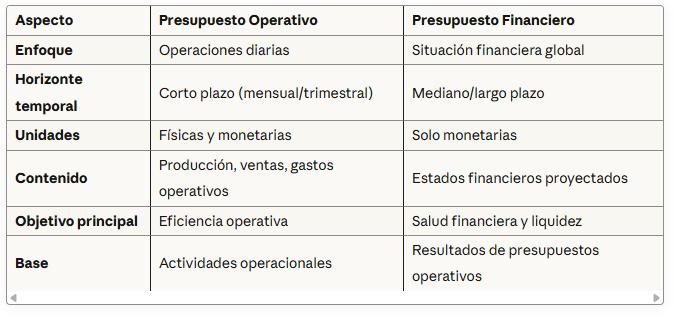 Aspecto Presupuesto Operativo Presupuesto Financiero
Enfoque Operaciones diarias Situación financiera global
Horizonte
temporal
Corto plazo (mensual/trimestral) Mediano/largo plazo
Unidades Físicas y monetarias Solo monetarias
Contenido
Producción, ventas, gastos
operativos
Estados financieros proyectados
Objetivo principal Eficiencia operativa Salud financiera y liquidez
Base Actividades operacionales
Resultados de presupuestos
operativos